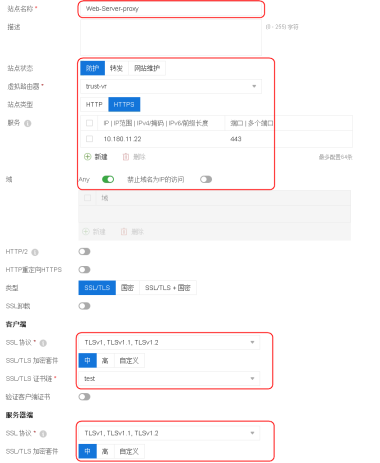 站点名称 * Web-Server-proxy
描述 (0 - 255) 字符
站点状态 防护 转发 网站维护
虚拟路由器 * trust-vr
站点类型 HTTP HTTPS
服务 IP | IP范围 | IPv4/掩码 | IPv6/前缀长度 端口 | 多个端口
10.160.11.22 443
新建 删除 最多配置64条
域 Any 禁止域名为IP的访问
域
新建 删除
HTTP/2
HTTP重定向HTTPS
类型 SSL/TLS 国密 SSL/TLS + 国密
SSL卸载
客户端
SSL 协议 * TLSv1, TLSv1.1, TLSv1.2
SSL/TLS 加密套件 中 高 自定义
SSL/TLS 证书链 * test
验证客户端证书
服务器端
SSL 协议 * TLSv1, TLSv1.1, TLSv1.2
SSL/TLS 加密套件 中 高 自定义